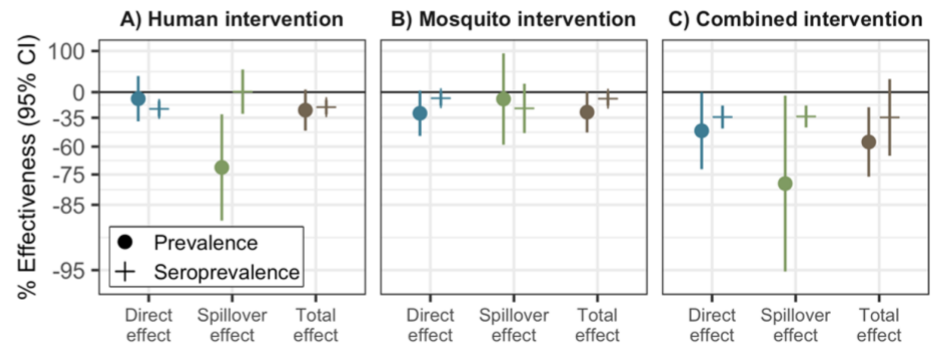 A) Human intervention
B) Mosquito intervention
C) Combined intervention
% Effectiveness (95% CI)
100
0
-35
-60
-75
-85
-95
Prevalence
Seroprevalence
Direct
effect
Spillover
effect
Total
effect
Direct
effect
Spillover
effect
Total
effect
Direct
effect
Spillover
effect
Total
effect